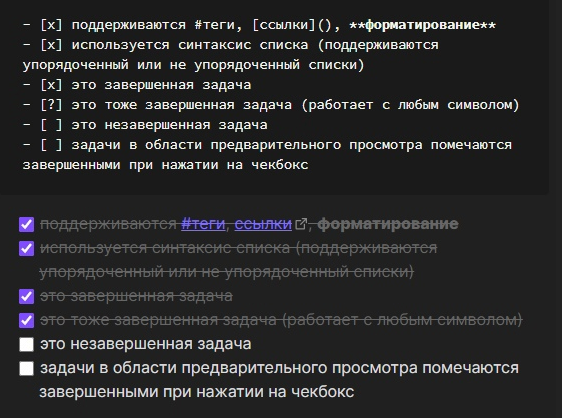 - [x] поддерживаются #теги, [ссылки](), **форматирование**
- [x] используется синтаксис списка (поддерживаются
упорядоченный или не упорядоченный списки)
- [x] это завершенная задача
- [?] это тоже завершенная задача (работает с любым символом)
- [ ] это незавершенная задача
- [ ] задачи в области предварительного просмотра помечаются
завершенными при нажатии на чекбокс
поддерживаются #теги, ссылки, форматирование
используется синтаксис списка (поддерживаются
упорядоченный или не упорядоченный списки)
это завершенная задача
это тоже завершенная задача (работает с любым символом)
это незавершенная задача
задачи в области предварительного просмотра помечаются
завершенными при нажатии на чекбокс